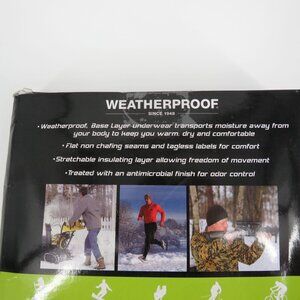 WEATHERPROOF
SINCE 1948
•Weatherproof. Base Layer underwear transports moisture away from
your body to keep you warm. dry and comfortable
•Flat non chafing seams and tagless labels for comfort
•Stretchable insulating layer allowing freedom of movement
•Treated with an antimicrobial finish for odor control